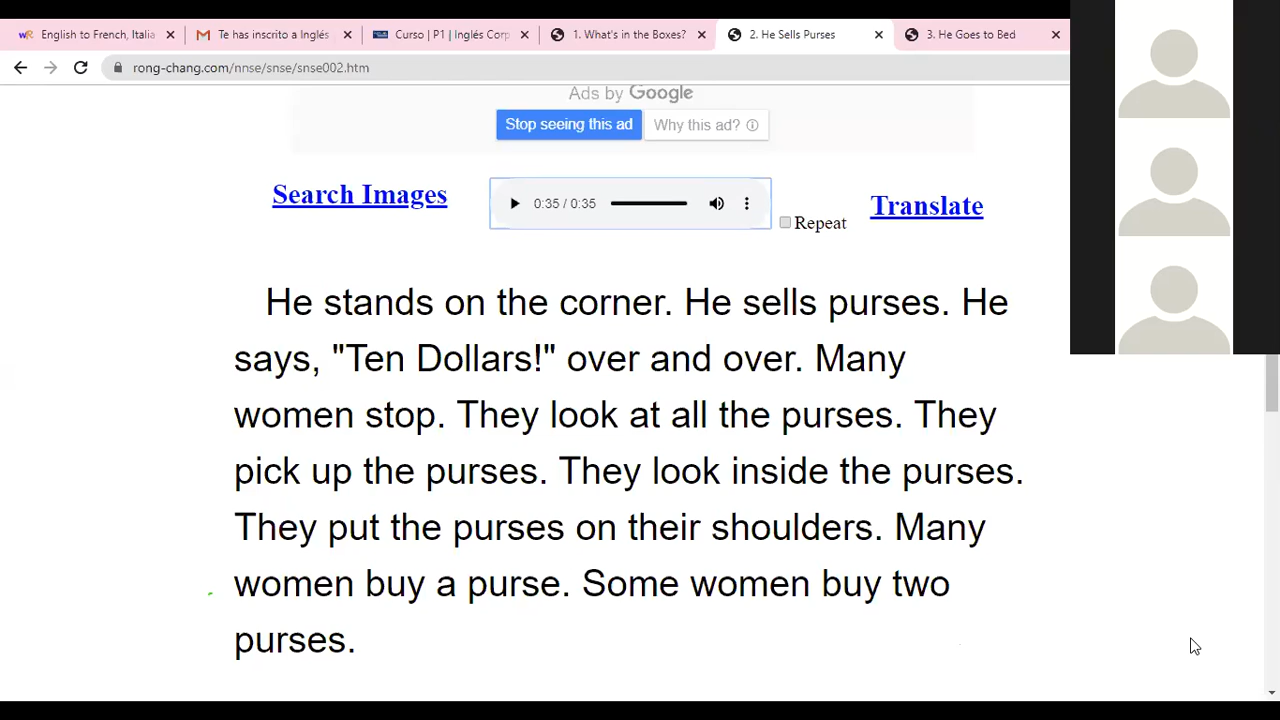 English to French, Italia
Te has inscrito a Inglés
Curso | P1 | Inglés Corp
1. What's in the Boxes?
2. He Sells Purses
3. He Goes to Bed
rong-chang.com/nnse/snse/snse002.htm
Ads by Google
Stop seeing this ad
Why this ad?
Search Images
0:35 / 0:35
Repeat
Translate
He stands on the corner. He sells purses. He
says, "Ten Dollars!" over and over. Many
women stop. They look at all the purses. They
pick up the purses. They look inside the purses.
They put the purses on their shoulders. Many
women buy a purse. Some women buy two
purses.